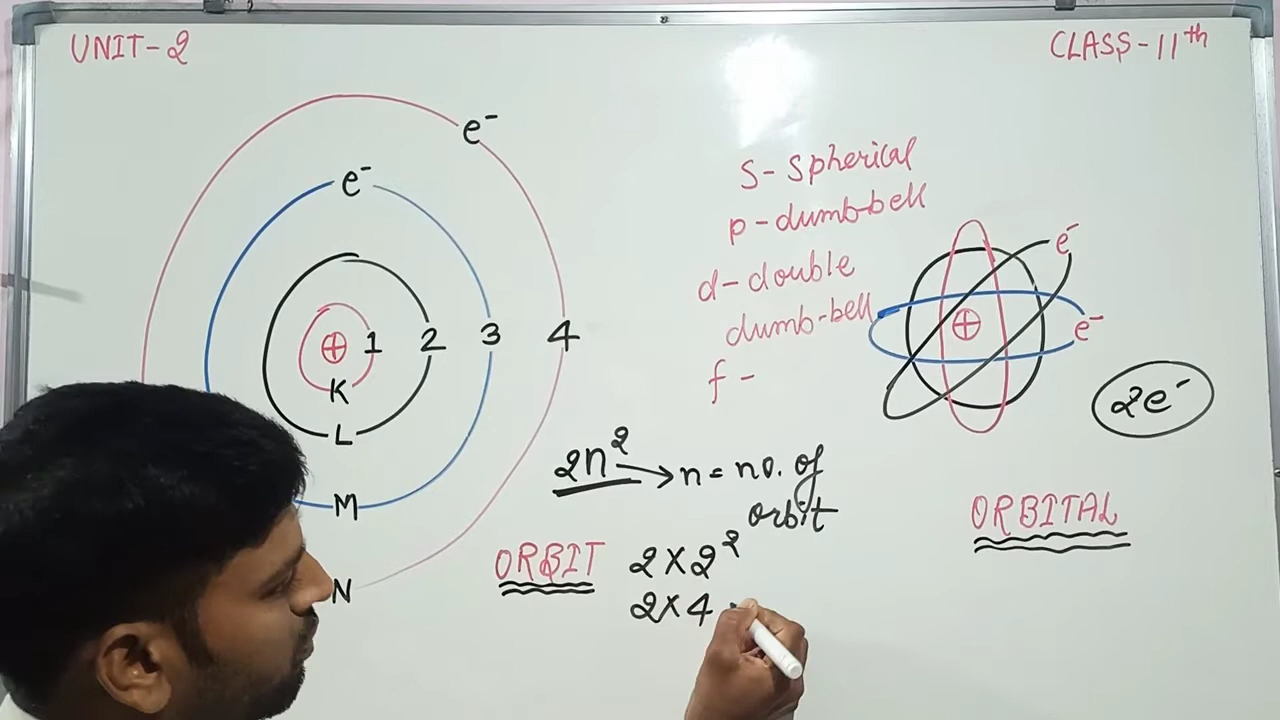 UNIT-2
CLASS-11th
e⁻
e⁻
⊕ 1 2 3 4
K
L
M
N
S- Spherical
p-dumb-bell
d-double
dumb-bell
f -
e⁻
⊕ e⁻
2e⁻
2n² → n = no. of
orbit
ORBIT
2×2²
2×4
ORBITAL